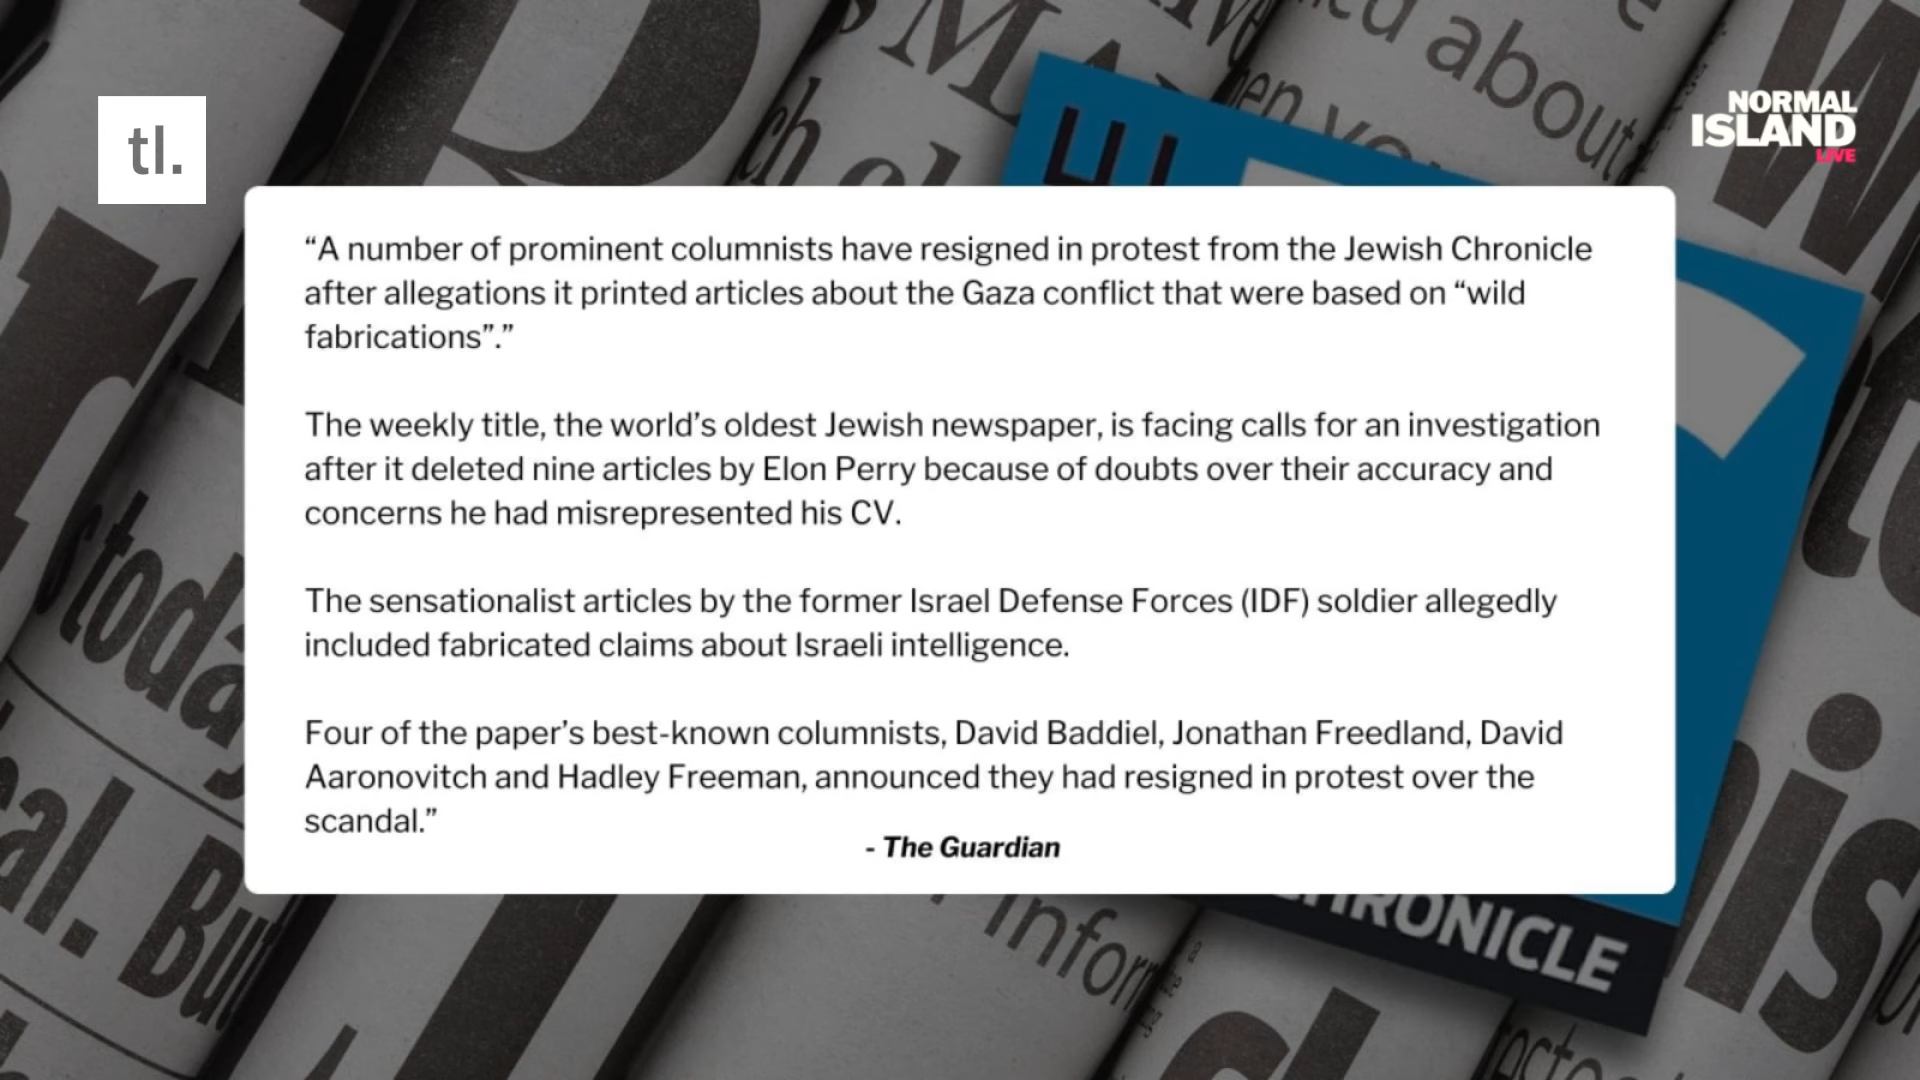 tl.
NORMAL
ISLAND
LIVE
“A number of prominent columnists have resigned in protest from the Jewish Chronicle
after allegations it printed articles about the Gaza conflict that were based on “wild
fabrications”.”
The weekly title, the world’s oldest Jewish newspaper, is facing calls for an investigation
after it deleted nine articles by Elon Perry because of doubts over their accuracy and
concerns he had misrepresented his CV.
The sensationalist articles by the former Israel Defense Forces (IDF) soldier allegedly
included fabricated claims about Israeli intelligence.
Four of the paper’s best-known columnists, David Baddiel, Jonathan Freedland, David
Aaronovitch and Hadley Freeman, announced they had resigned in protest over the
scandal.”
- The Guardian
about
today
cal. But